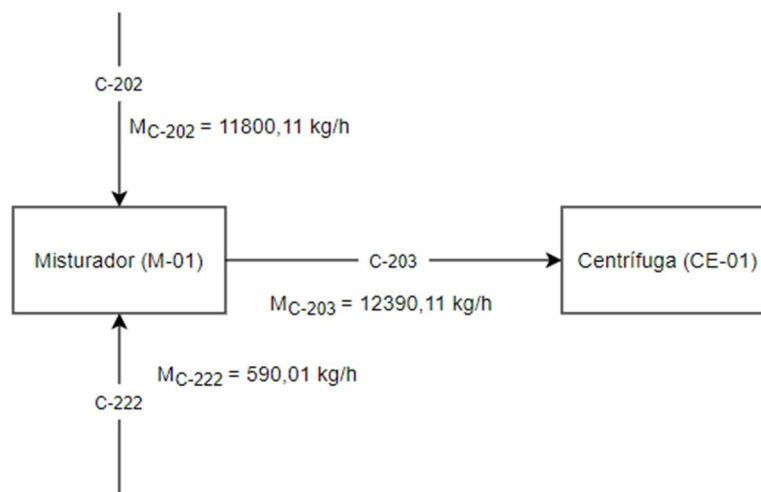 C-202
MC-202 = 11800,11 kg/h
Misturador (M-01)
C-203
Centrífuga (CE-01)
MC-203 = 12390,11 kg/h
MC-222 = 590,01 kg/h
C-222